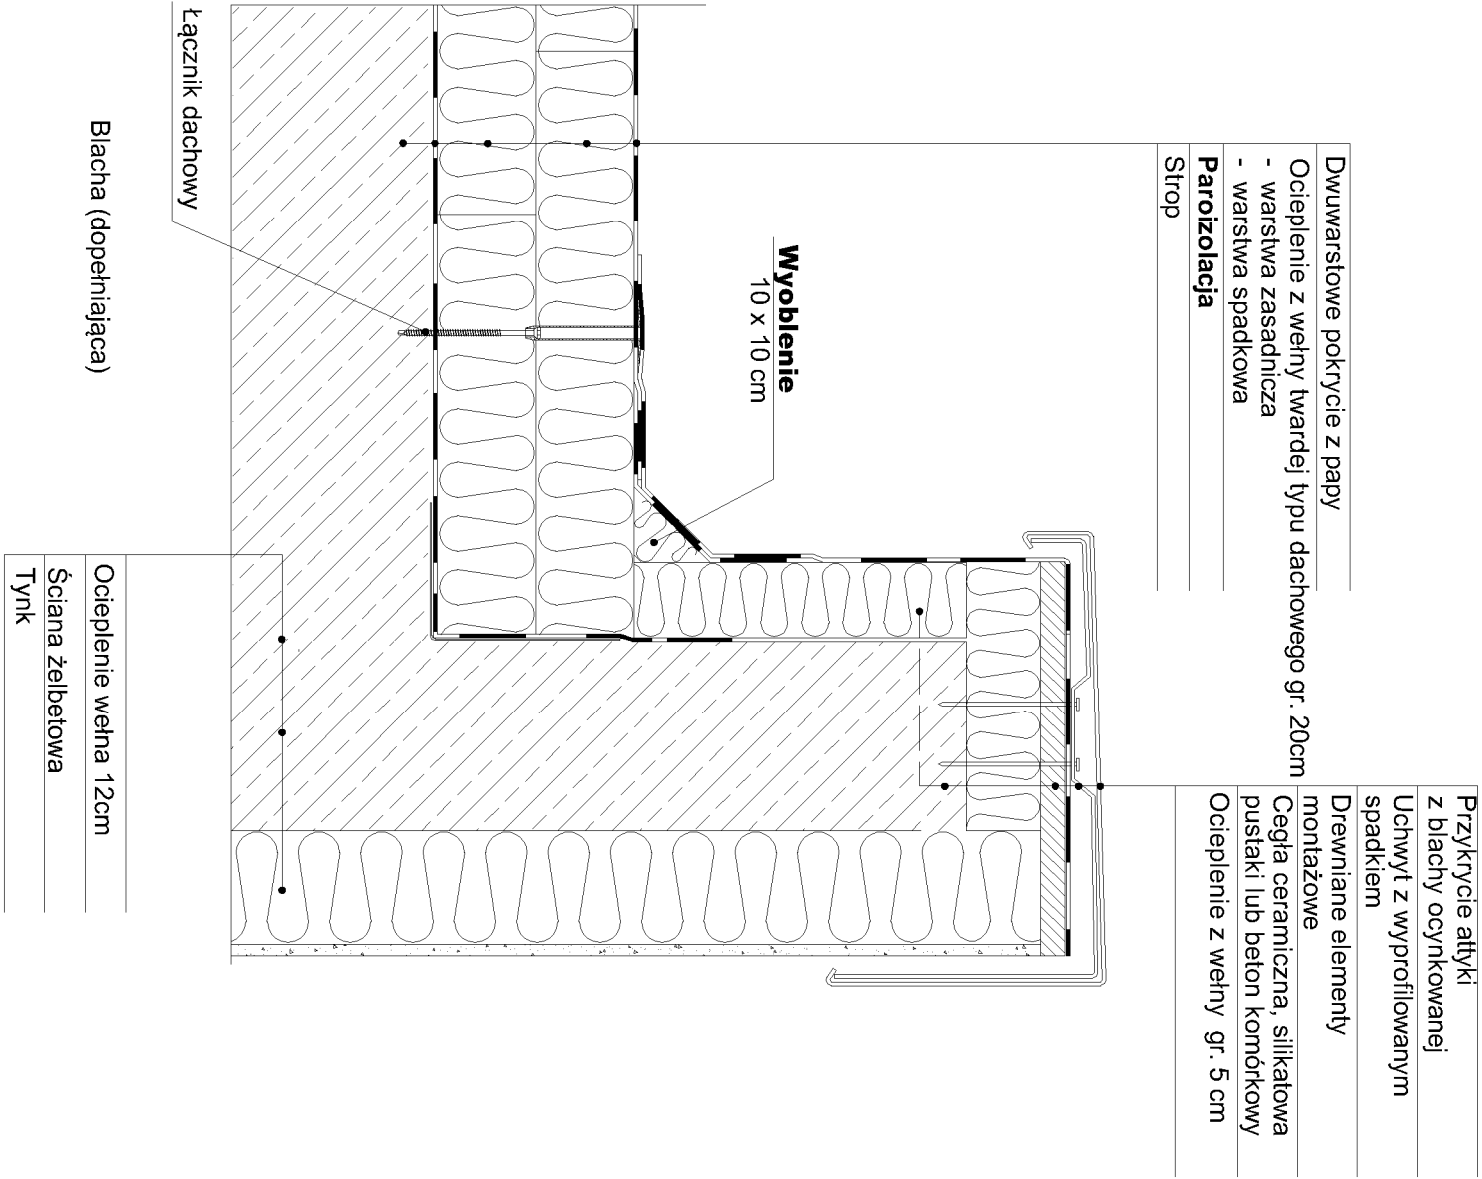 Dwuwarstowe pokrycie z papy
Ocieplenie z wełny twardej typu dachowego gr. 20cm
- warstwa zasadnicza
- warstwa spadkowa
Paroizolacja
Strop
Przykrycie attyki
z blachy ocynkowanej
Uchwyt z wyprofilowanym
spadkiem
Drewniane elementy
montażowe
Cegła ceramiczna, silikatowa
pustaki lub beton komórkowy
Ocieplenie z wełny gr. 5 cm
Wyoblenie
10 x 10 cm
Łącznik dachowy
Blacha (dopełniająca)
Ocieplenie wełna 12cm
Ściana żelbetowa
Tynk